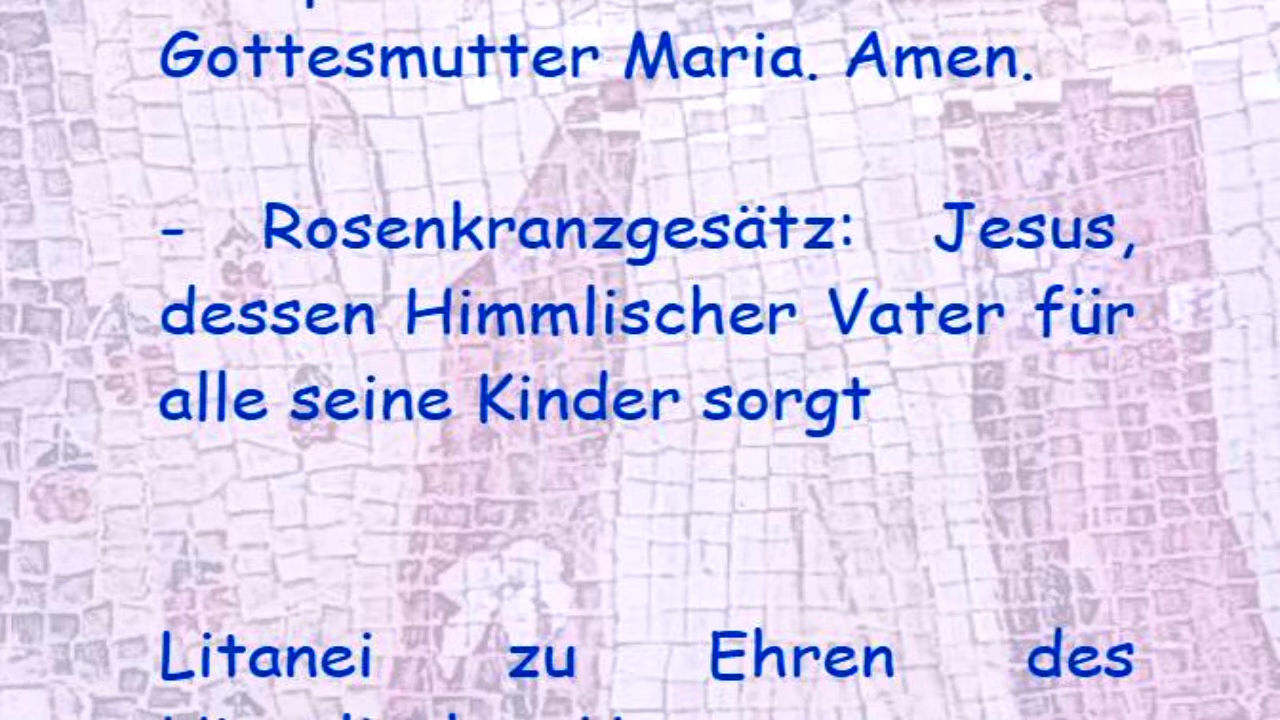 Gottesmutter Maria. Amen.
- Rosenkranzgesätz: Jesus,
dessen Himmlischer Vater für
alle seine Kinder sorgt
Litanei zu Ehren des